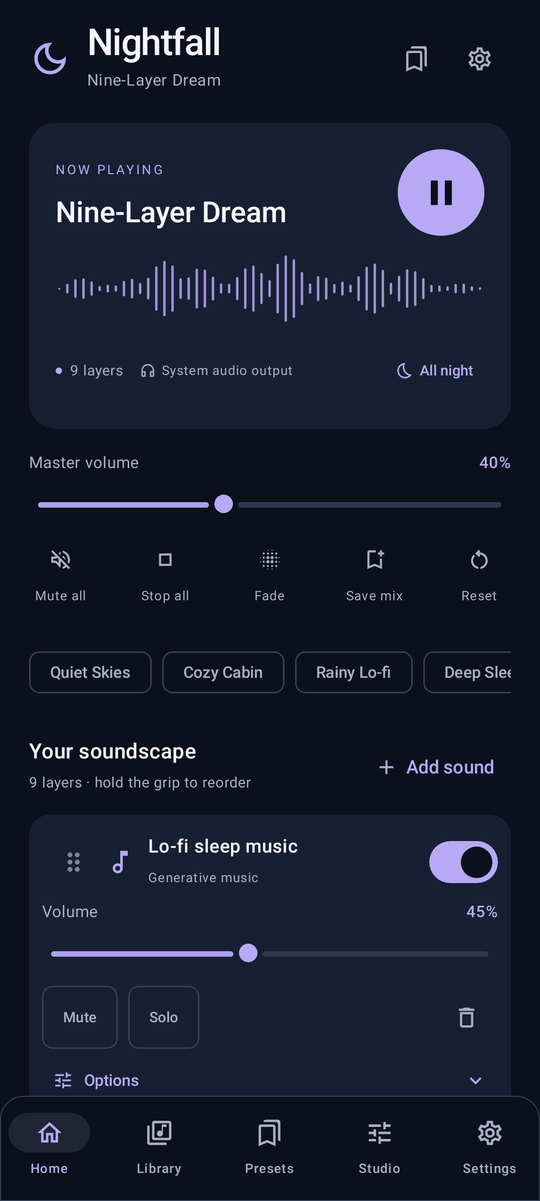 Nightfall
Nine-Layer Dream
NOW PLAYING
Nine-Layer Dream
9 layers
System audio output
All night
Master volume
40%
Mute all
Stop all
Fade
Save mix
Reset
Quiet Skies
Cozy Cabin
Rainy Lo-fi
Deep Slee
Your soundscape
9 layers · hold the grip to reorder
Add sound
Lo-fi sleep music
Generative music
Volume
45%
Mute
Solo
Options
Home
Library
Presets
Studio
Settings